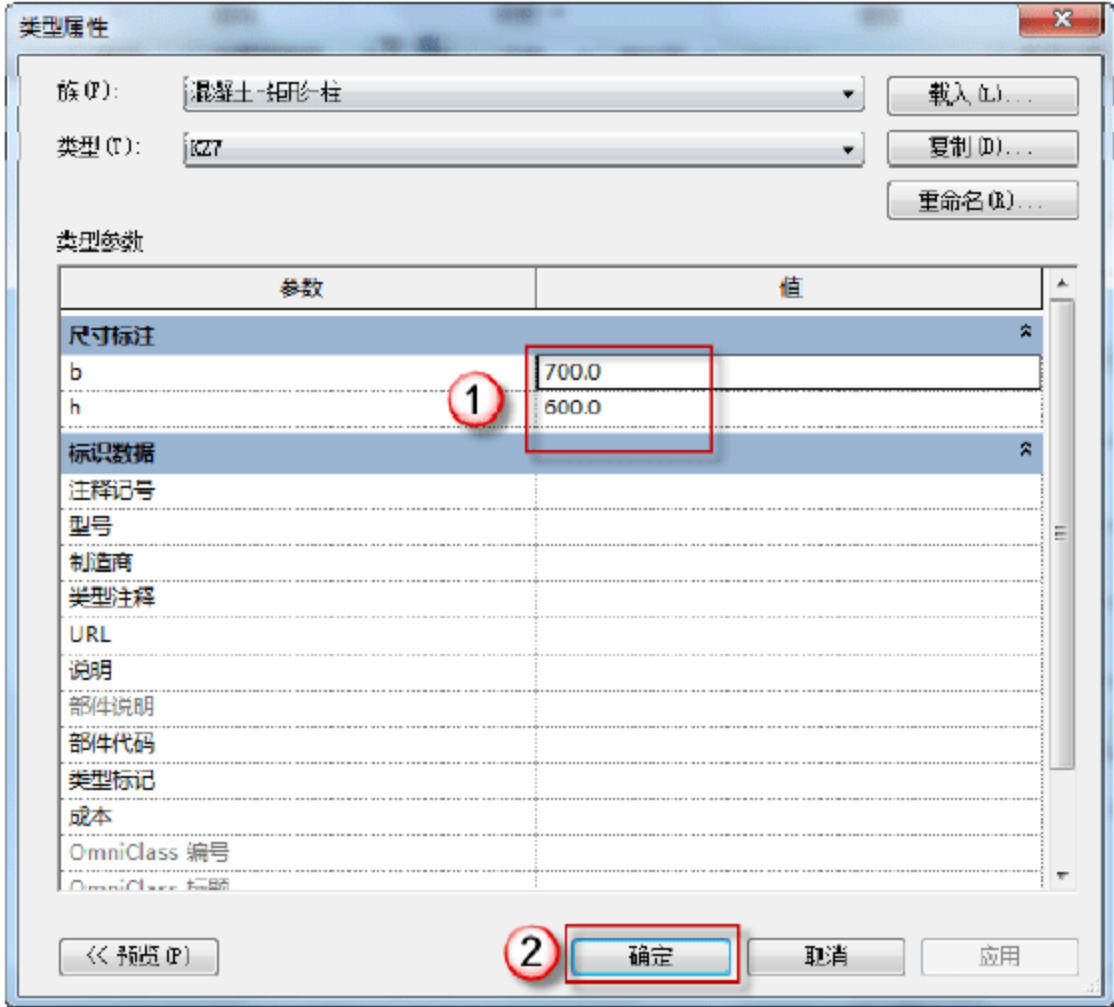 类型属性
族(F): 混凝土-矩形-柱 载入(L)...
类型(T): KZ7 复制(D)...
重命名(R)...
类型参数
参数 值
尺寸标注
b 700.0
1
h 600.0
标识数据
注释记号
型号
制造商
类型注释
URL
说明
部件说明
部件代码
类型标记
成本
OmniClass 编号
OmniClass 标题
<< 预览(P) 2 确定 取消 应用